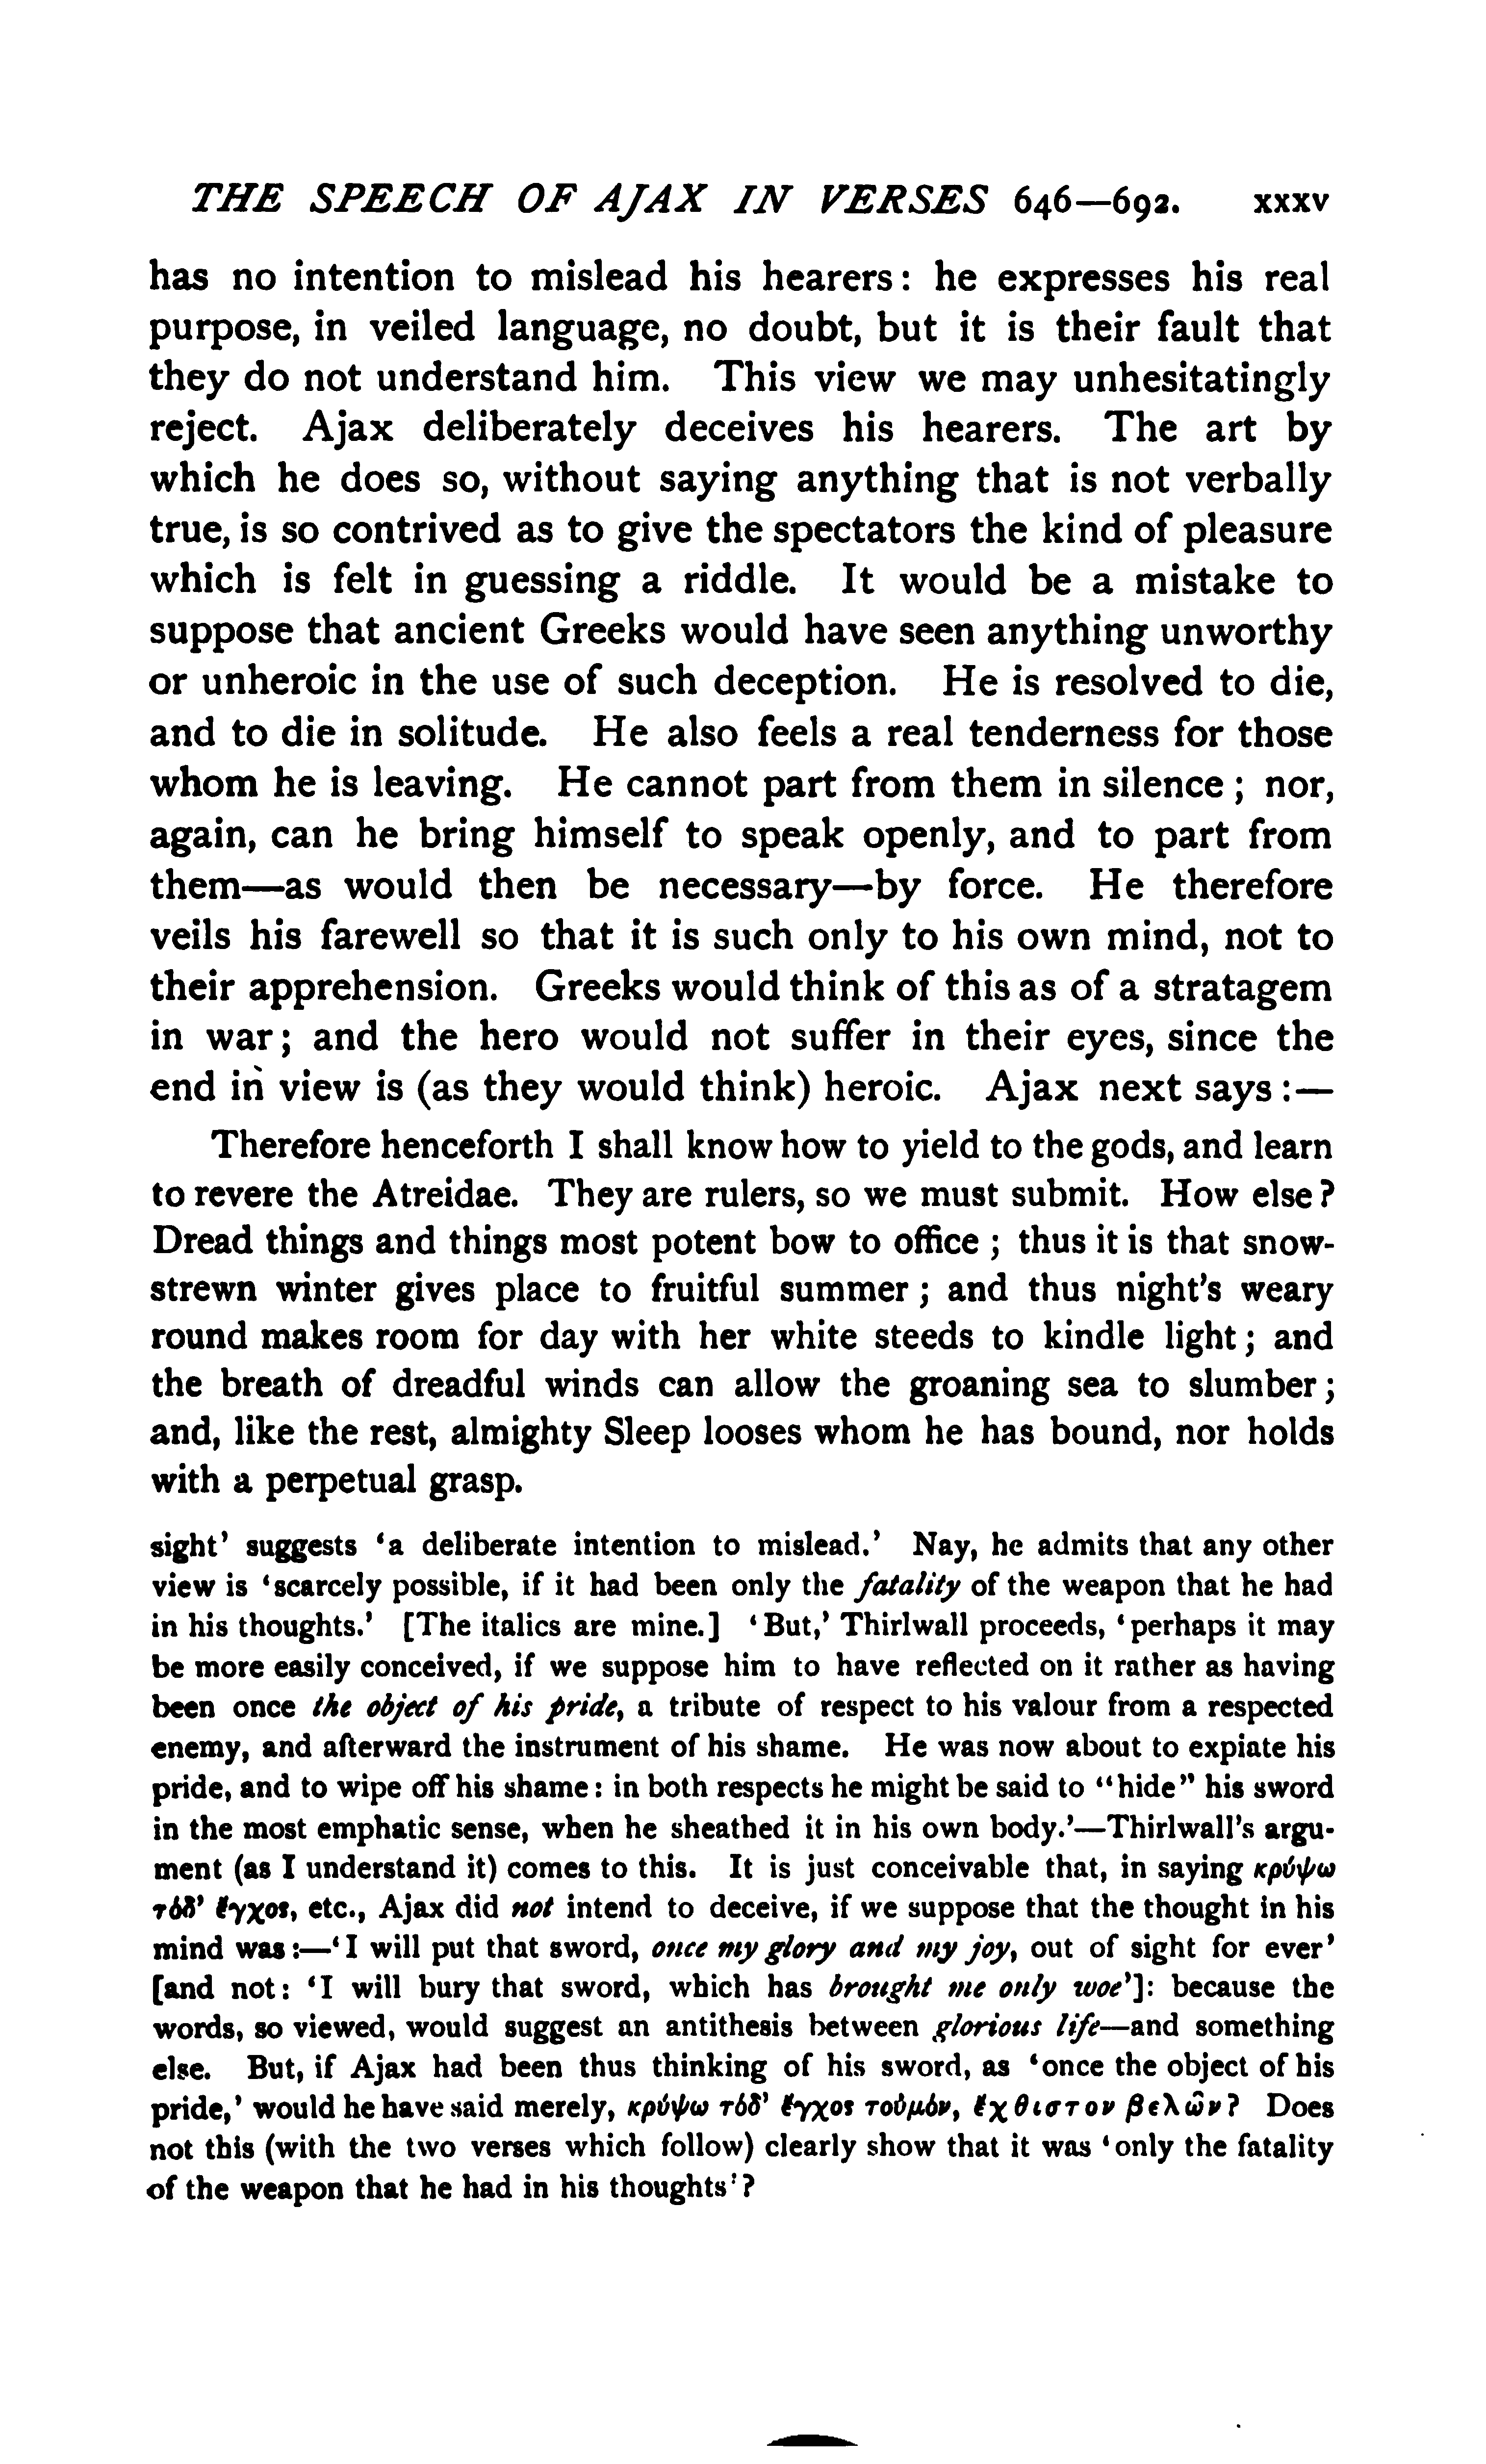 THE SPEECH OF AJAX IN VERSES 646—692. xxxv
has no intention to mislead his hearers: he expresses his real
purpose, in veiled language, no doubt, but it is their fault that
they do not understand him. This view we may unhesitatingly
reject. Ajax deliberately deceives his hearers. The art by
which he does so, without saying anything that is not verbally
true, is so contrived as to give the spectators the kind of pleasure
which is felt in guessing a riddle. It would be a mistake to
suppose that ancient Greeks would have seen anything unworthy
or unheroic in the use of such deception. He is resolved to die,
and to die in solitude. He also feels a real tenderness for those
whom he is leaving. He cannot part from them in silence; nor,
again, can he bring himself to speak openly, and to part from
them—as would then be necessary—by force. He therefore
veils his farewell so that it is such only to his own mind, not to
their apprehension. Greeks would think of this as of a stratagem
in war; and the hero would not suffer in their eyes, since the
end in view is (as they would think) heroic. Ajax next says:—
Therefore henceforth I shall know how to yield to the gods, and learn
to revere the Atreidae. They are rulers, so we must submit. How else?
Dread things and things most potent bow to office; thus it is that snow-
strewn winter gives place to fruitful summer; and thus night's weary
round makes room for day with her white steeds to kindle light; and
the breath of dreadful winds can allow the groaning sea to slumber;
and, like the rest, almighty Sleep looses whom he has bound, nor holds
with a perpetual grasp.
sight' suggests 'a deliberate intention to mislead.' Nay, he admits that any other
view is 'scarcely possible, if it had been only the fatality of the weapon that he had
in his thoughts.' [The italics are mine.] 'But,' Thirlwall proceeds, 'perhaps it may
be more easily conceived, if we suppose him to have reflected on it rather as having
been once the object of his pride, a tribute of respect to his valour from a respected
enemy, and afterward the instrument of his shame. He was now about to expiate his
pride, and to wipe off his shame: in both respects he might be said to "hide" his sword
in the most emphatic sense, when he sheathed it in his own body.'—Thirlwall's argu-
ment (as I understand it) comes to this. It is just conceivable that, in saying κρύψω
τόδ' ἔγχος, etc., Ajax did not intend to deceive, if we suppose that the thought in his
mind was:—'I will put that sword, once my glory and my joy, out of sight for ever'
[and not: 'I will bury that sword, which has brought me only woe']: because the
words, so viewed, would suggest an antithesis between glorious life—and something
else. But, if Ajax had been thus thinking of his sword, as 'once the object of his
pride,' would he have said merely, κρύψω τόδ' ἔγχος τοὐμόν, ἔχθιστον βελῶν? Does
not this (with the two verses which follow) clearly show that it was 'only the fatality
of the weapon that he had in his thoughts'?